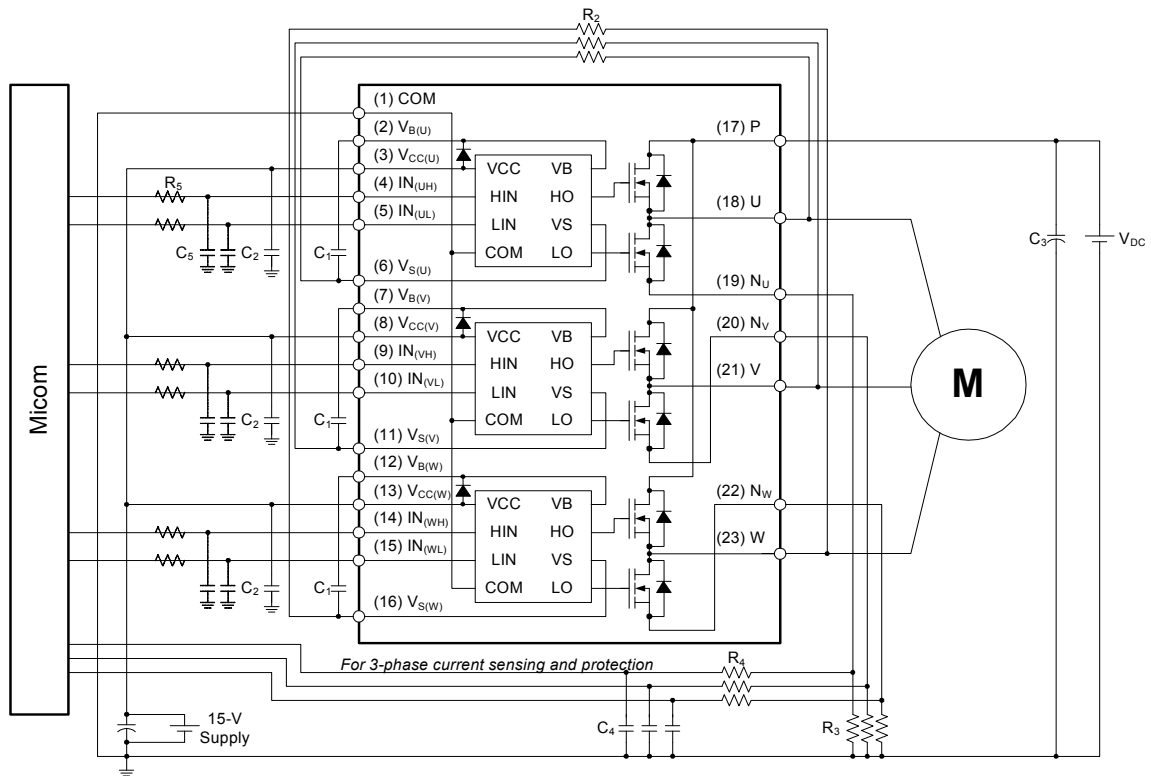 R2
(1) COM
(2) VB(U)
(3) VCC(U)
(4) IN(UH)
(5) IN(UL)
(6) VS(U)
(7) VB(V)
(8) VCC(V)
(9) IN(VH)
(10) IN(VL)
(11) VS(V)
(12) VB(W)
(13) VCC(W)
(14) IN(WH)
(15) IN(WL)
(16) VS(W)
VCC VB
HIN HO
LIN VS
COM LO
VCC VB
HIN HO
LIN VS
COM LO
VCC VB
HIN HO
LIN VS
COM LO
(17) P
(18) U
(19) NU
(20) NV
(21) V
(22) NW
(23) W
Micom
R5
C5 C2 C1
C2 C1
C2 C1
C3
VDC
M
For 3-phase current sensing and protection
R4
C4
R3
15-V
Supply